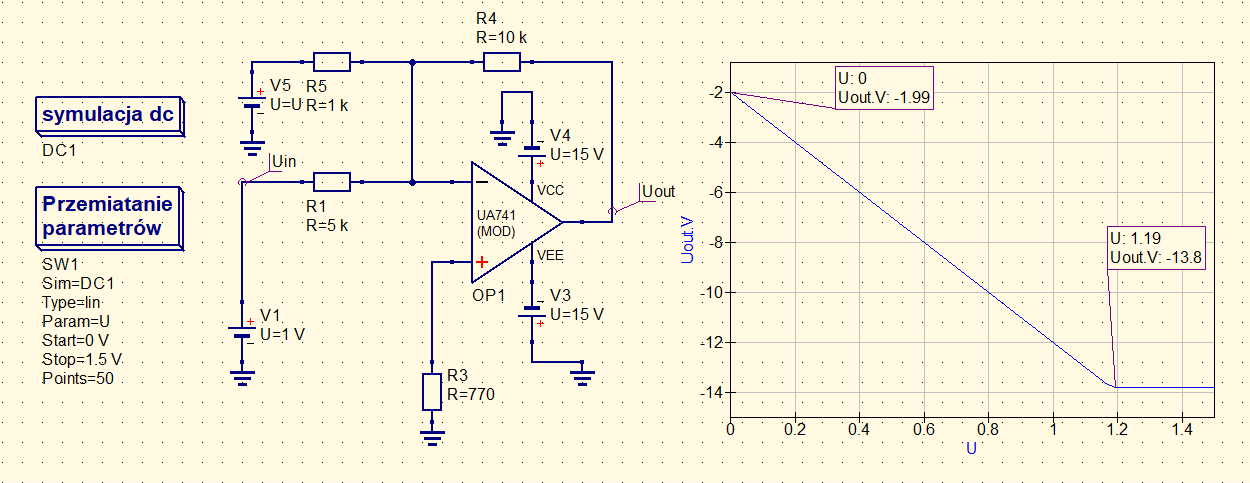 symulacja dc
DC1
Przemiatanie
parametrów
SW1
Sim=DC1
Type=lin
Param=U
Start=0 V
Stop=1.5 V
Points=50
V5
U=U
R5
R=1 k
R4
R=10 k
Uin
R1
R=5 k
V1
U=1 V
V4
U=15 V
VCC
UA741
(MOD)
VEE
OP1
V3
U=15 V
R3
R=770
Uout
Uout.V
-2
-4
-6
-8
-10
-12
-14
U: 0
Uout.V: -1.99
U: 1.19
Uout.V: -13.8
0 0.2 0.4 0.6 0.8 1 1.2 1.4
U